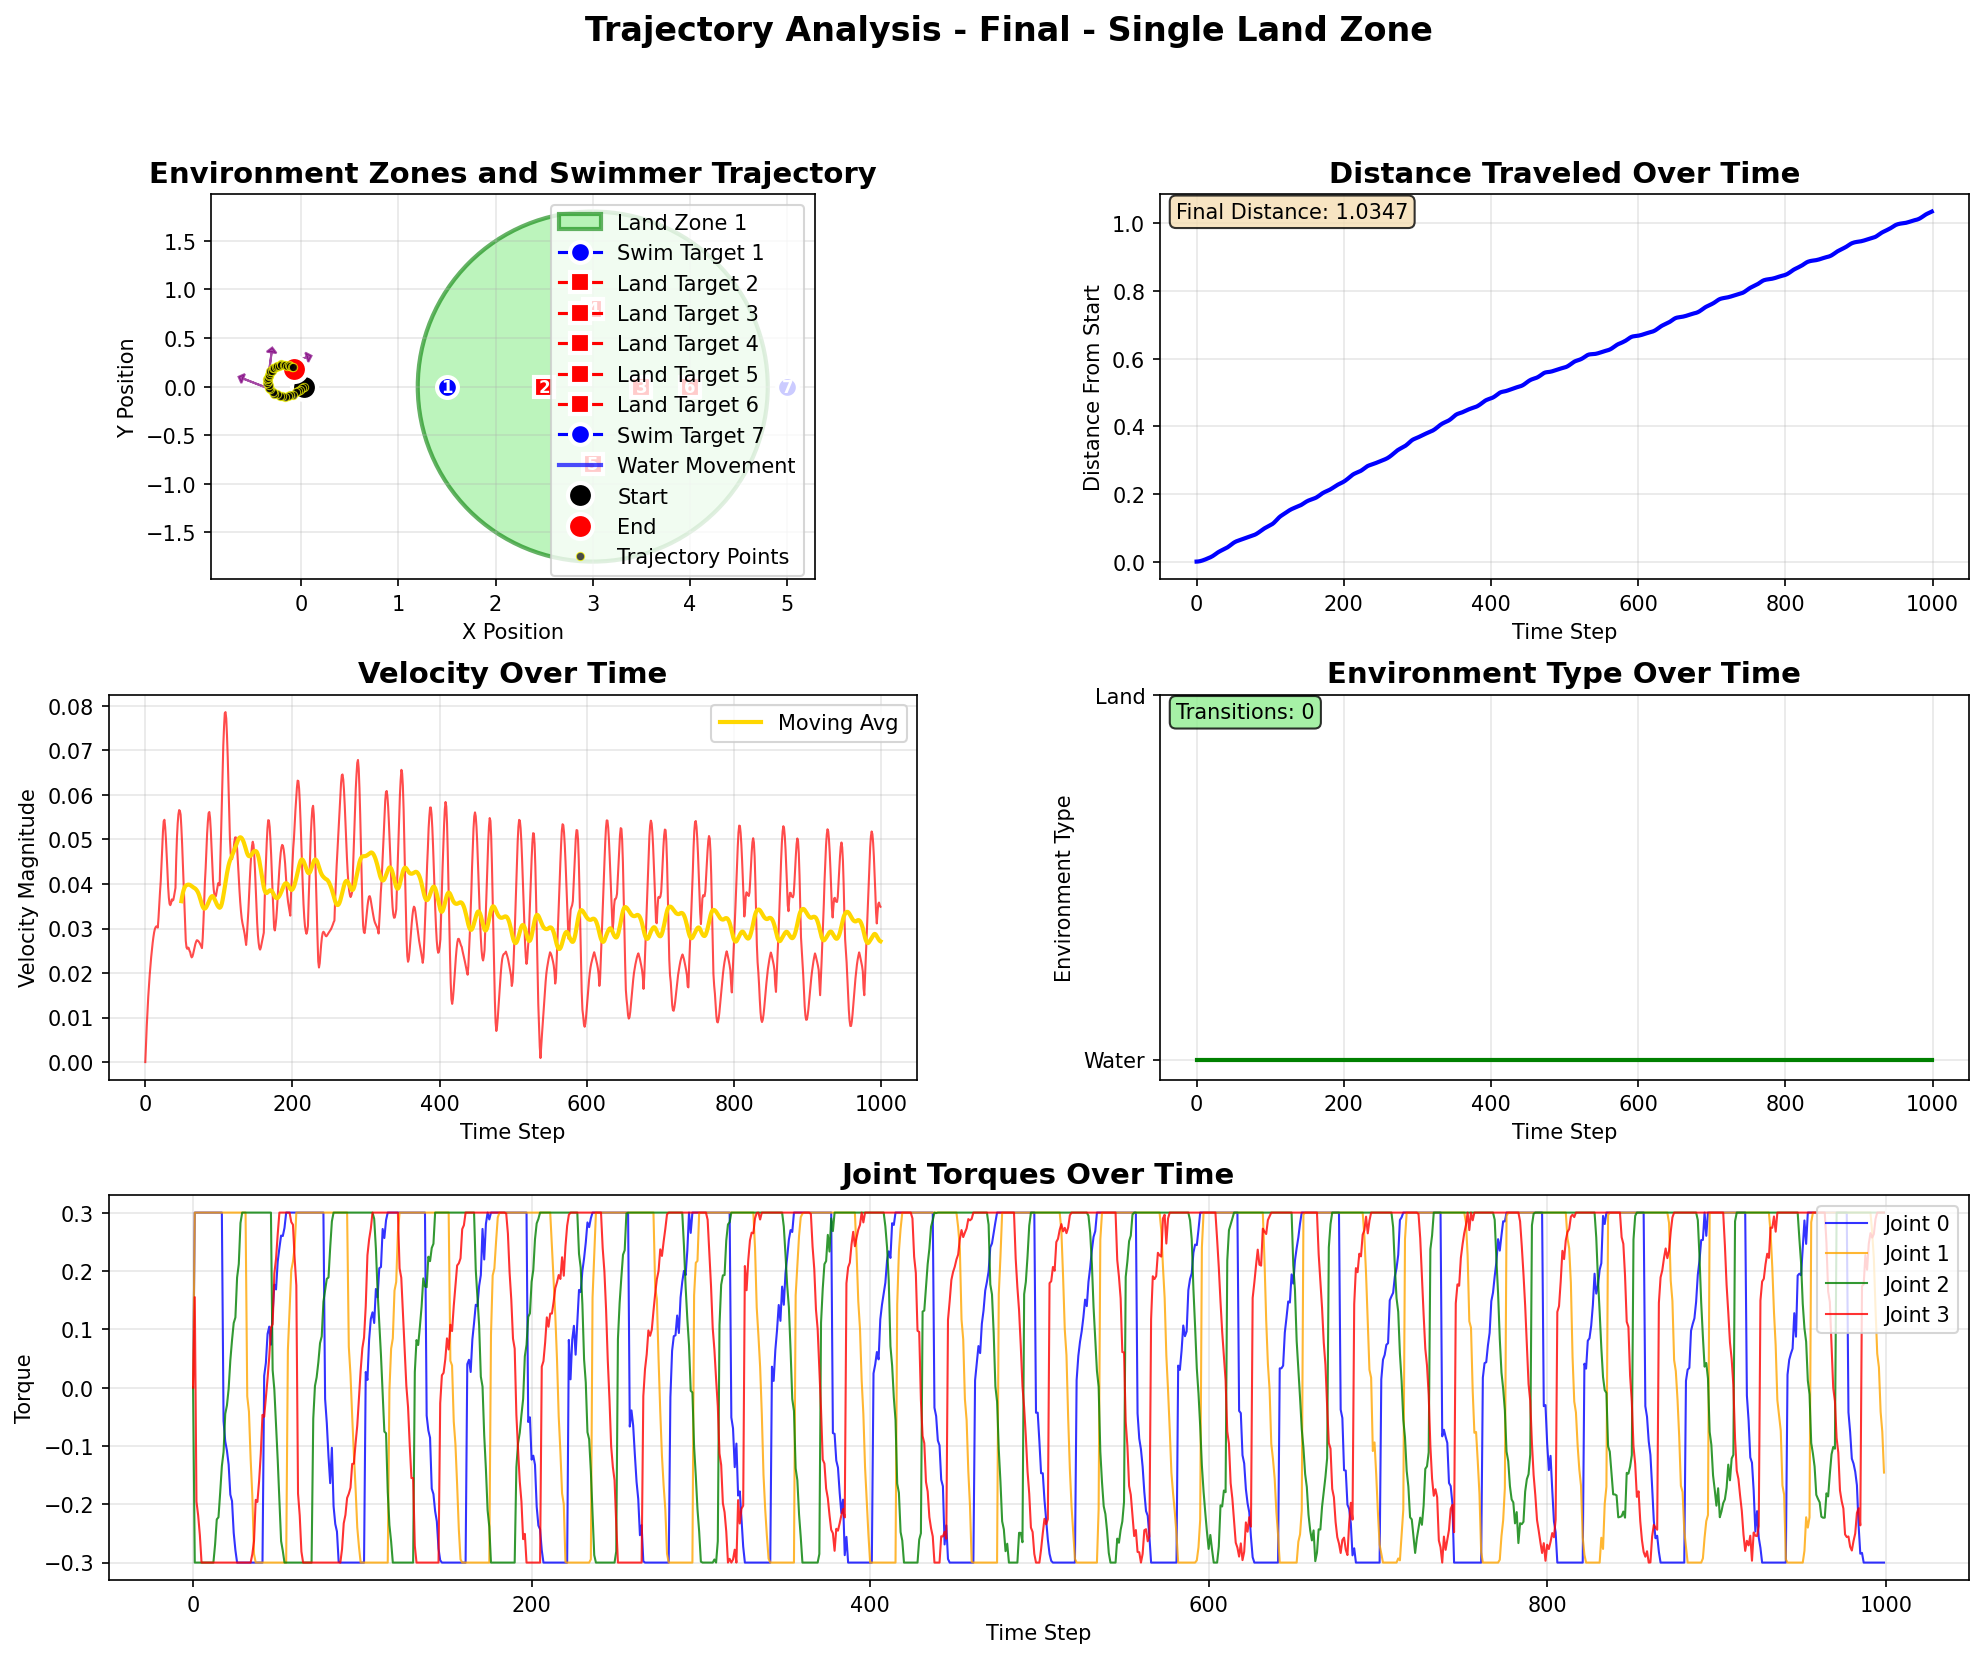 Trajectory Analysis - Final - Single Land Zone
Environment Zones and Swimmer Trajectory
Y Position
1.5
1.0
0.5
0.0
−0.5
−1.0
−1.5
1
2
3
6
7
5
Land Zone 1
Swim Target 1
Land Target 2
Land Target 3
Land Target 4
Land Target 5
Land Target 6
Swim Target 7
Water Movement
Start
End
Trajectory Points
0 1 2 3 4 5
X Position
Distance Traveled Over Time
Final Distance: 1.0347
Distance From Start
1.0
0.8
0.6
0.4
0.2
0.0
0 200 400 600 800 1000
Time Step
Velocity Over Time
Moving Avg
Velocity Magnitude
0.08
0.07
0.06
0.05
0.04
0.03
0.02
0.01
0.00
0 200 400 600 800 1000
Time Step
Environment Type Over Time
Transitions: 0
Environment Type
Land
Water
0 200 400 600 800 1000
Time Step
Joint Torques Over Time
Torque
0.3
0.2
0.1
0.0
−0.1
−0.2
−0.3
Joint 0
Joint 1
Joint 2
Joint 3
0 200 400 600 800 1000
Time Step